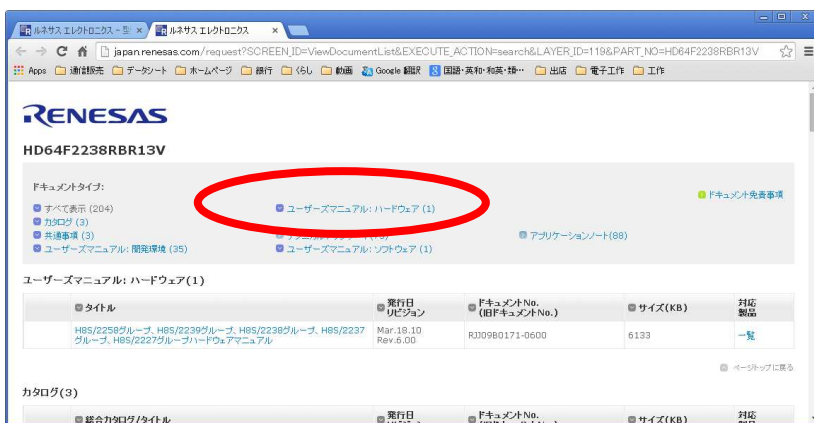 ルネサス エレクトロニクス - 型 × ルネサス エレクトロニクス ×
japan.renesas.com/request?SCREEN_ID=ViewDocumentList&EXECUTE_ACTION=search&LAYER_ID=119&PART_NO=HD64F2238RBR13V
Apps 通信販売 データシート ホームページ 銀行 くらし 動画 Google 翻訳 国語・英和・和英・類… 出店 電子工作 工作
RENESAS
HD64F2238RBR13V
ドキュメントタイプ:
ドキュメント免責事項
すべて表示 (204) ユーザーズマニュアル: ハードウェア (1)
カタログ (3)
共通事項 (3) アプリケーションノート(88)
ユーザーズマニュアル: 開発環境 (35) ユーザーズマニュアル: ソフトウェア (1)
ユーザーズマニュアル: ハードウェア(1)
タイトル 発行日 リビジョン ドキュメントNo. (旧ドキュメントNo.) サイズ(KB) 対応製品
H8S/2258グループ、H8S/2239グループ、H8S/2238グループ、H8S/2237 Mar.18.10 RJJ09B0171-0600 6133 一覧
グループ、H8S/2227グループハードウェアマニュアル Rev.6.00
ページトップに戻る
カタログ(3)
総合カタログ/タイトル 発行日 ドキュメントNo. サイズ(KB) 対応